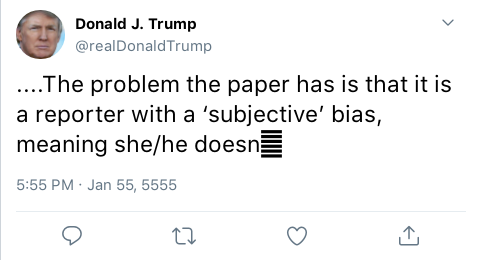 Donald J. Trump
@realDonaldTrump
....The problem the paper has is that it is
a reporter with a ‘subjective’ bias,
meaning she/he doesn
5:55 PM · Jan 55, 5555